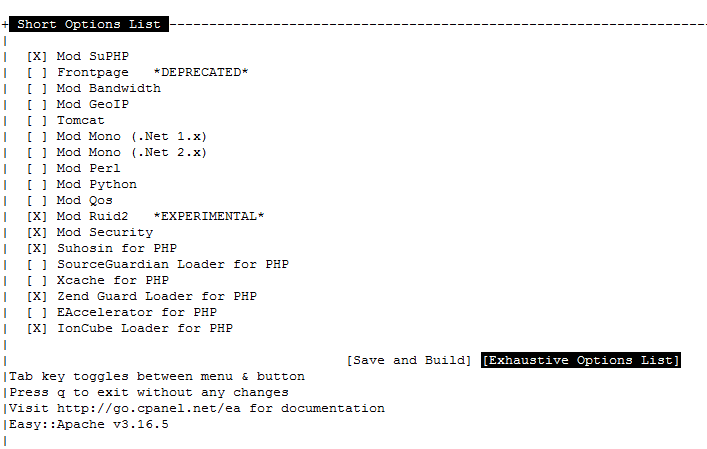 + Short Options List ----------------------------------------------------------------------
|
| [X] Mod SuPHP
| [ ] Frontpage *DEPRECATED*
| [ ] Mod Bandwidth
| [ ] Mod GeoIP
| [ ] Tomcat
| [ ] Mod Mono (.Net 1.x)
| [ ] Mod Mono (.Net 2.x)
| [ ] Mod Perl
| [ ] Mod Python
| [ ] Mod Qos
| [X] Mod Ruid2 *EXPERIMENTAL*
| [X] Mod Security
| [X] Suhosin for PHP
| [ ] SourceGuardian Loader for PHP
| [ ] Xcache for PHP
| [X] Zend Guard Loader for PHP
| [ ] EAccelerator for PHP
| [X] IonCube Loader for PHP
|
| [Save and Build] [Exhaustive Options List]
|Tab key toggles between menu & button
|Press q to exit without any changes
|Visit http://go.cpanel.net/ea for documentation
|Easy::Apache v3.16.5
|